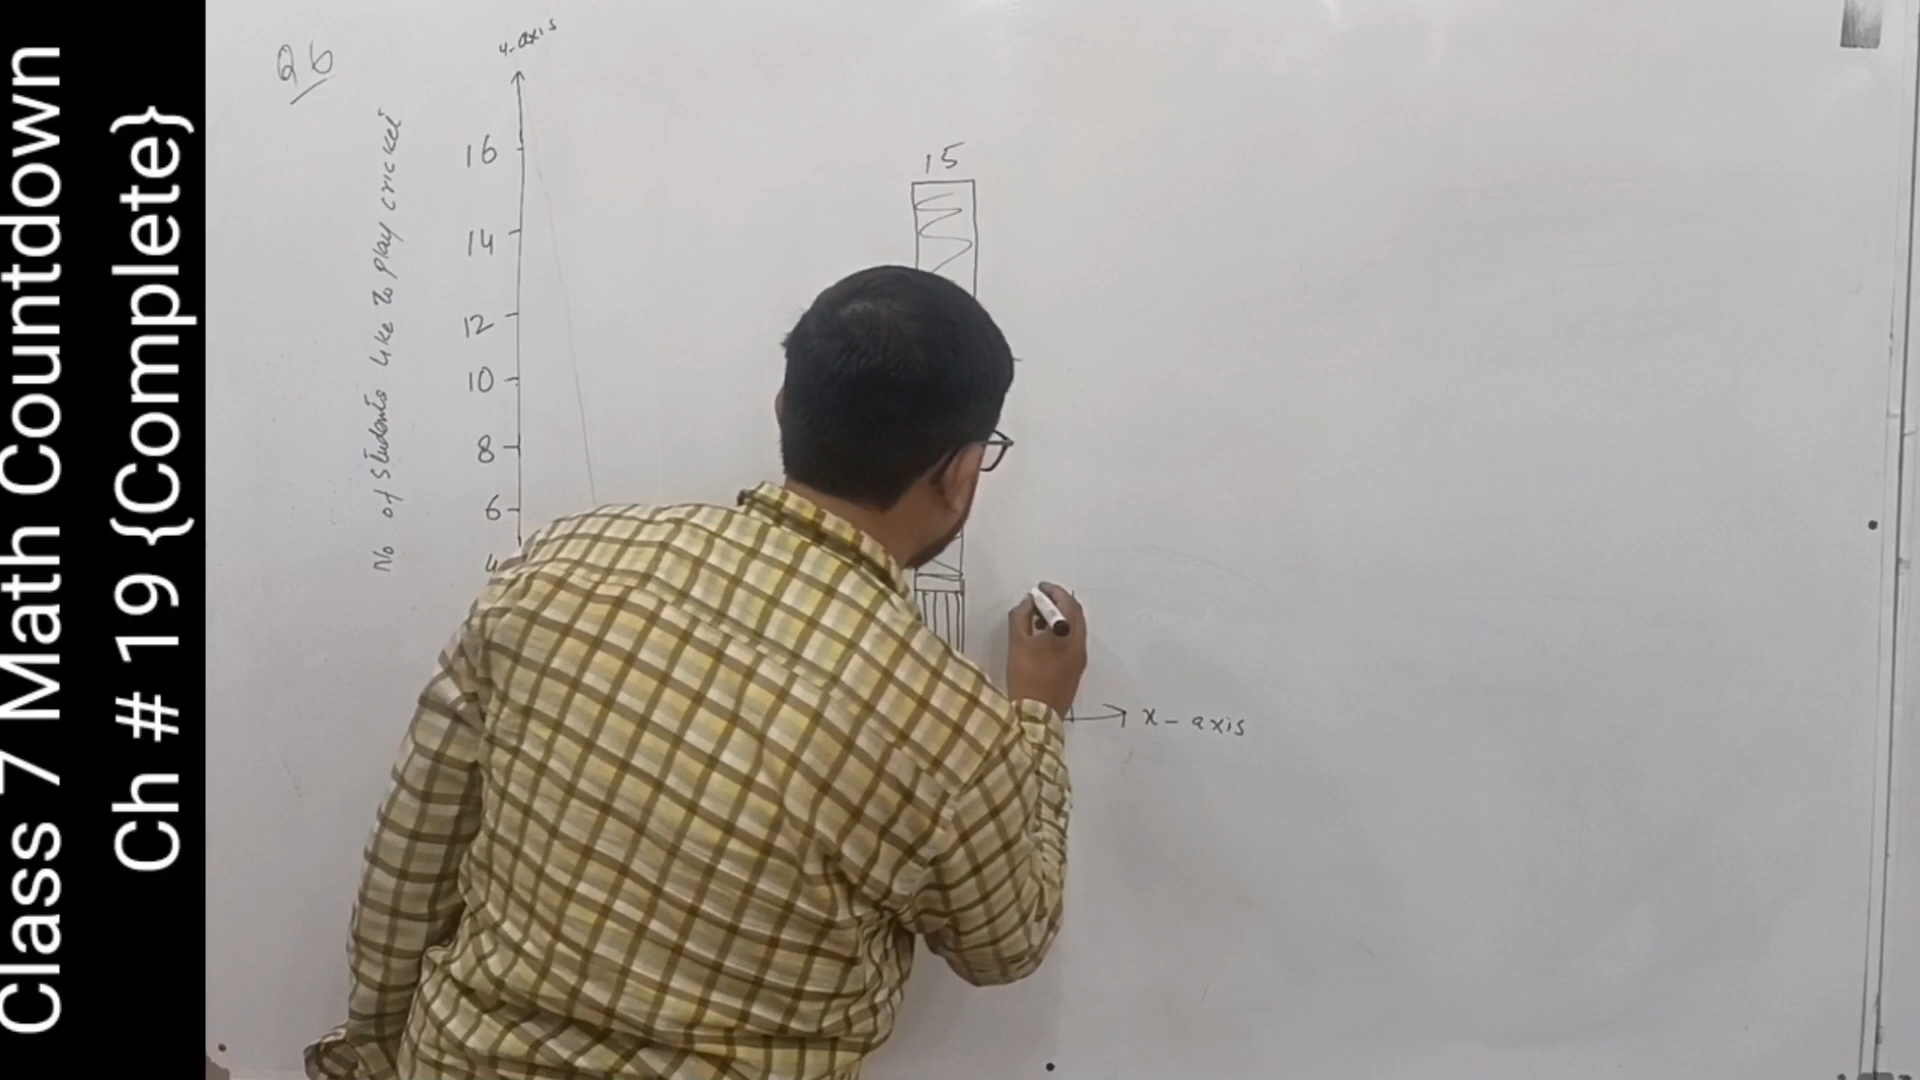 Class 7 Math Countdown
Ch # 19 {Complete}
Q6
y-axis
No of students like to play cricket
16
14
12
10
8
6
4
15
x-axis